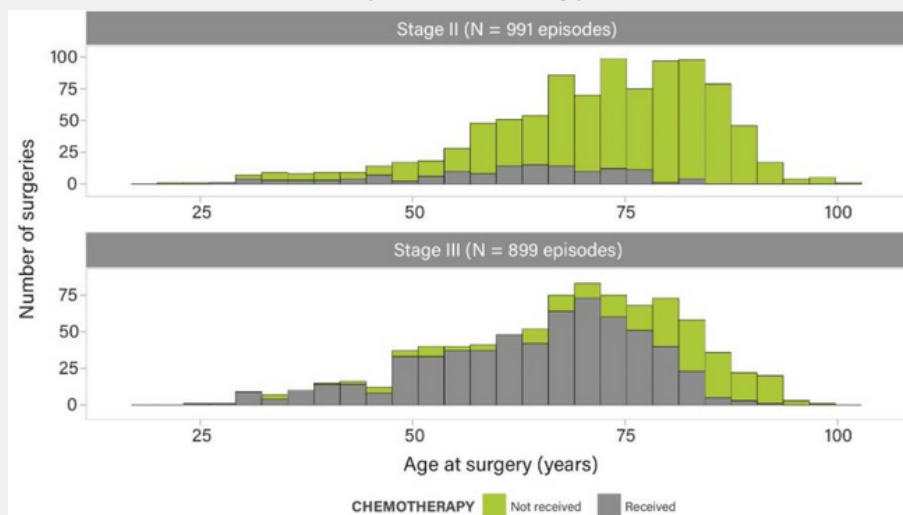 Stage II (N = 991 episodes)
100
75
50
25
0
25 50 75 100
Number of surgeries
Stage III (N = 899 episodes)
75
50
25
0
25 50 75 100
Age at surgery (years)
CHEMOTHERAPY Not received Received